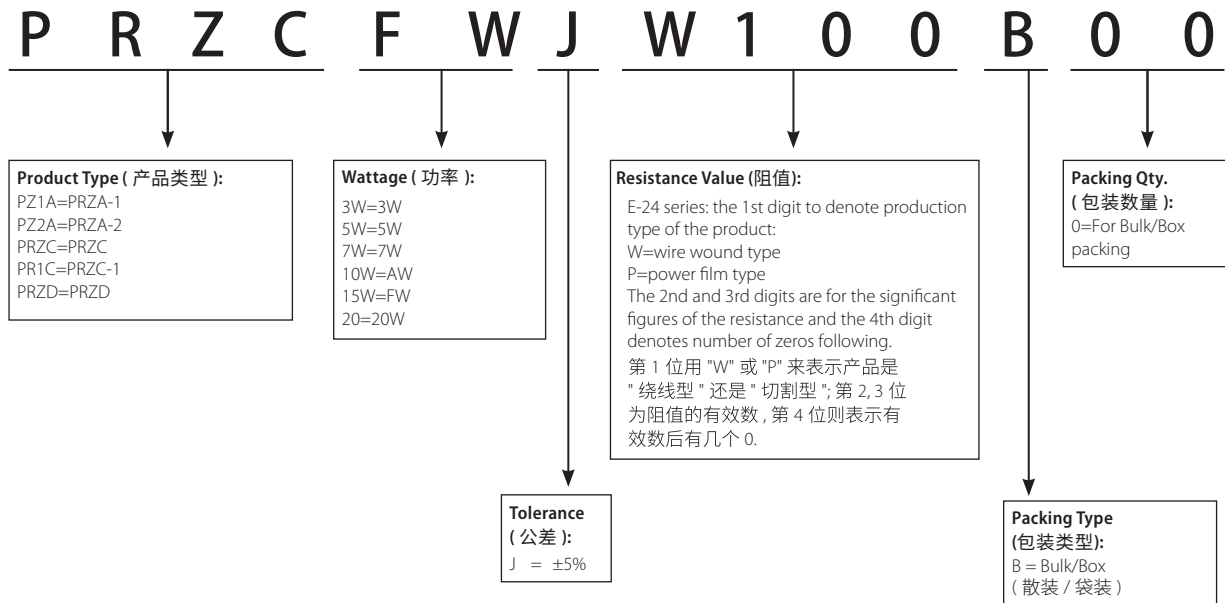 P R Z C F W J W 1 0 0 B 0 0
Product Type ( 产品类型 ):
PZ1A=PRZA-1
PZ2A=PRZA-2
PRZC=PRZC
PR1C=PRZC-1
PRZD=PRZD
Wattage ( 功率 ):
3W=3W
5W=5W
7W=7W
10W=AW
15W=FW
20=20W
Resistance Value (阻值):
E-24 series: the 1st digit to denote production
type of the product:
W=wire wound type
P=power film type
The 2nd and 3rd digits are for the significant
figures of the resistance and the 4th digit
denotes number of zeros following.
第 1 位用 "W" 或 "P" 来表示产品是
" 绕线型 " 还是 " 切割型 "; 第 2, 3 位
为阻值的有效数 , 第 4 位则表示有
效数后有几个 0.
Packing Qty.
( 包装数量 ):
0=For Bulk/Box
packing
Tolerance
( 公差 ):
J = ±5%
Packing Type
(包装类型):
B = Bulk/Box
( 散装 / 袋装 )